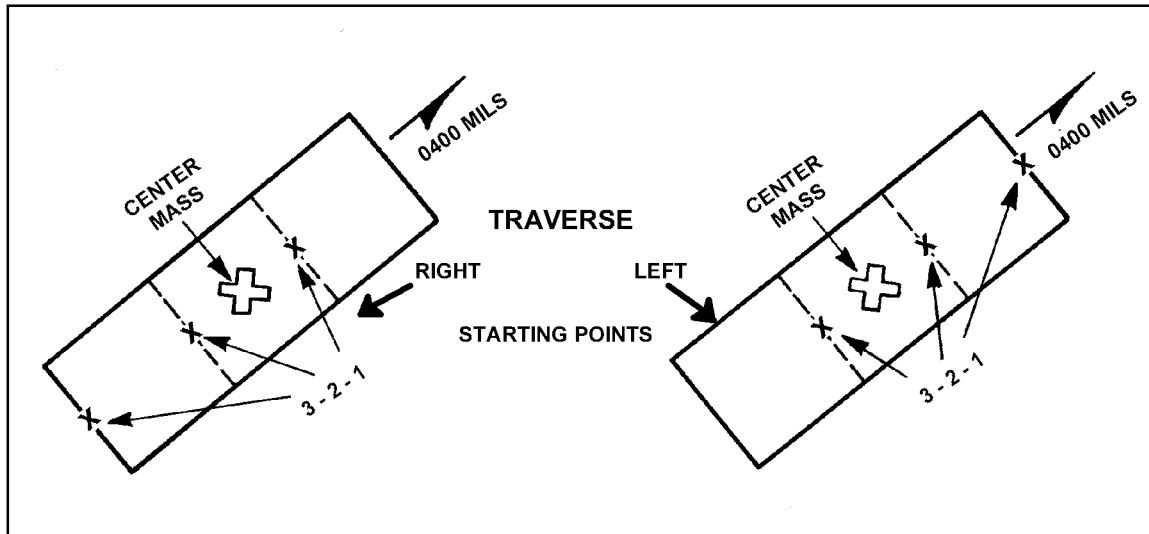 0400 MILS
CENTER
MASS
3 - 2 - 1
TRAVERSE
RIGHT
LEFT
STARTING POINTS
0400 MILS
CENTER
MASS
3 - 2 - 1